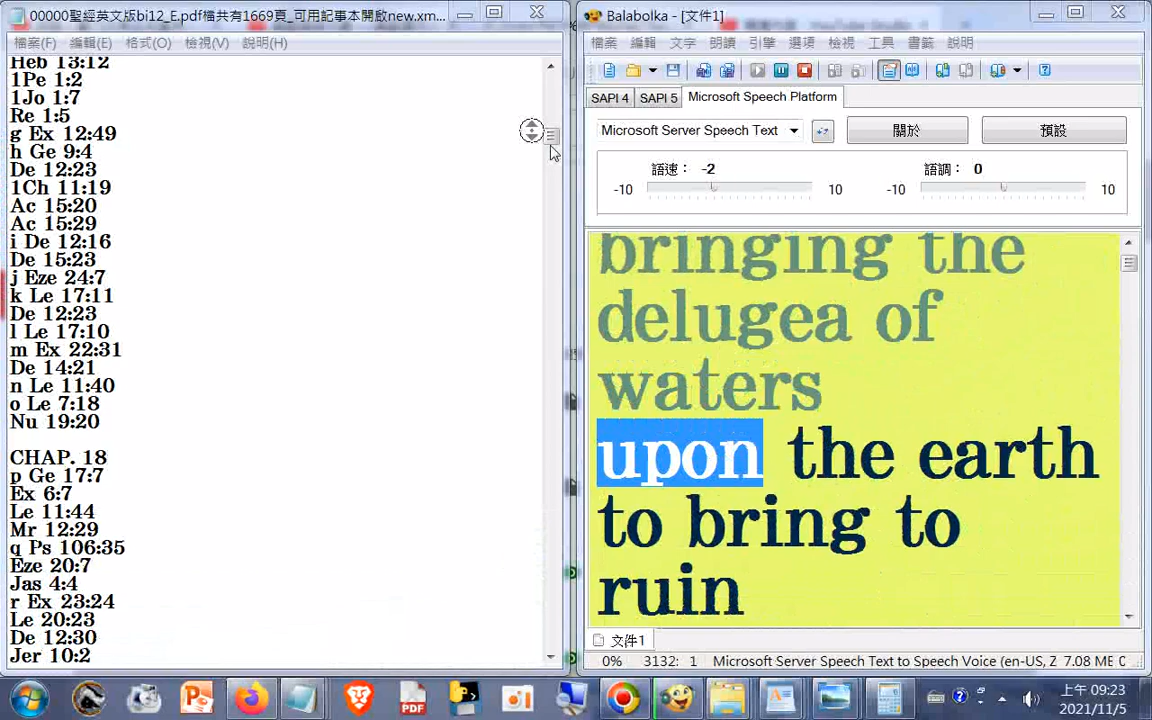 00000聖經英文版bi12_E.pdf檔共有1669頁_可用記事本開啟new.xm...
檔案(F) 編輯(E) 格式(O) 檢視(V) 說明(H)
Heb 13:12
1Pe 1:2
1Jo 1:7
Re 1:5
g Ex 12:49
h Ge 9:4
De 12:23
1Ch 11:19
Ac 15:20
Ac 15:29
i De 12:16
De 15:23
j Eze 24:7
k Le 17:11
De 12:23
l Le 17:10
m Ex 22:31
De 14:21
n Le 11:40
o Le 7:18
Nu 19:20
CHAP. 18
p Ge 17:7
Ex 6:7
Le 11:44
Mr 12:29
q Ps 106:35
Eze 20:7
Jas 4:4
r Ex 23:24
Le 20:23
De 12:30
Jer 10:2
Balabolka - [文件1]
檔案 編輯 文字 朗讀 引擎 選項 檢視 工具 書籤 說明
SAPI 4 SAPI 5 Microsoft Speech Platform
Microsoft Server Speech Text 關於 預設
語速： -2 語調： 0
-10 10 -10 10
bringing the
delugea of
waters
upon the earth
to bring to
ruin
文件1
0% 3132: 1 Microsoft Server Speech Text to Speech Voice (en-US, Z 7.08 ME
PDF
上午 09:23
2021/11/5